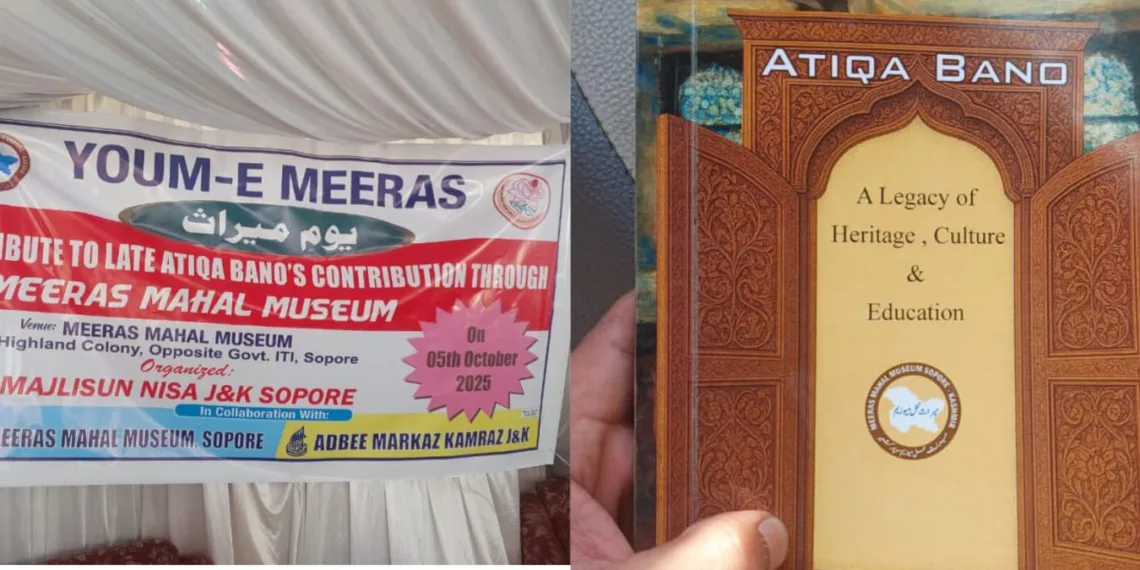 YOUM-E MEERAS
یوم میراث
IBUTE TO LATE ATIQA BANO'S CONTRIBUTION THROUGH
MEERAS MAHAL MUSEUM
Venue: MEERAS MAHAL MUSEUM
Highland Colony, Opposite Govt. ITI, Sopore
Organized:
MAJLISUN NISA J&K SOPORE
In Collaboration With:
MEERAS MAHAL MUSEUM, SOPORE
ADBEE MARKAZ KAMRAZ J&K
On
05th October
2025
ATIQA BANO
A Legacy of
Heritage , Culture
&
Education
MEERAS MAHAL MUSEUM SOPORE - KASHMIR